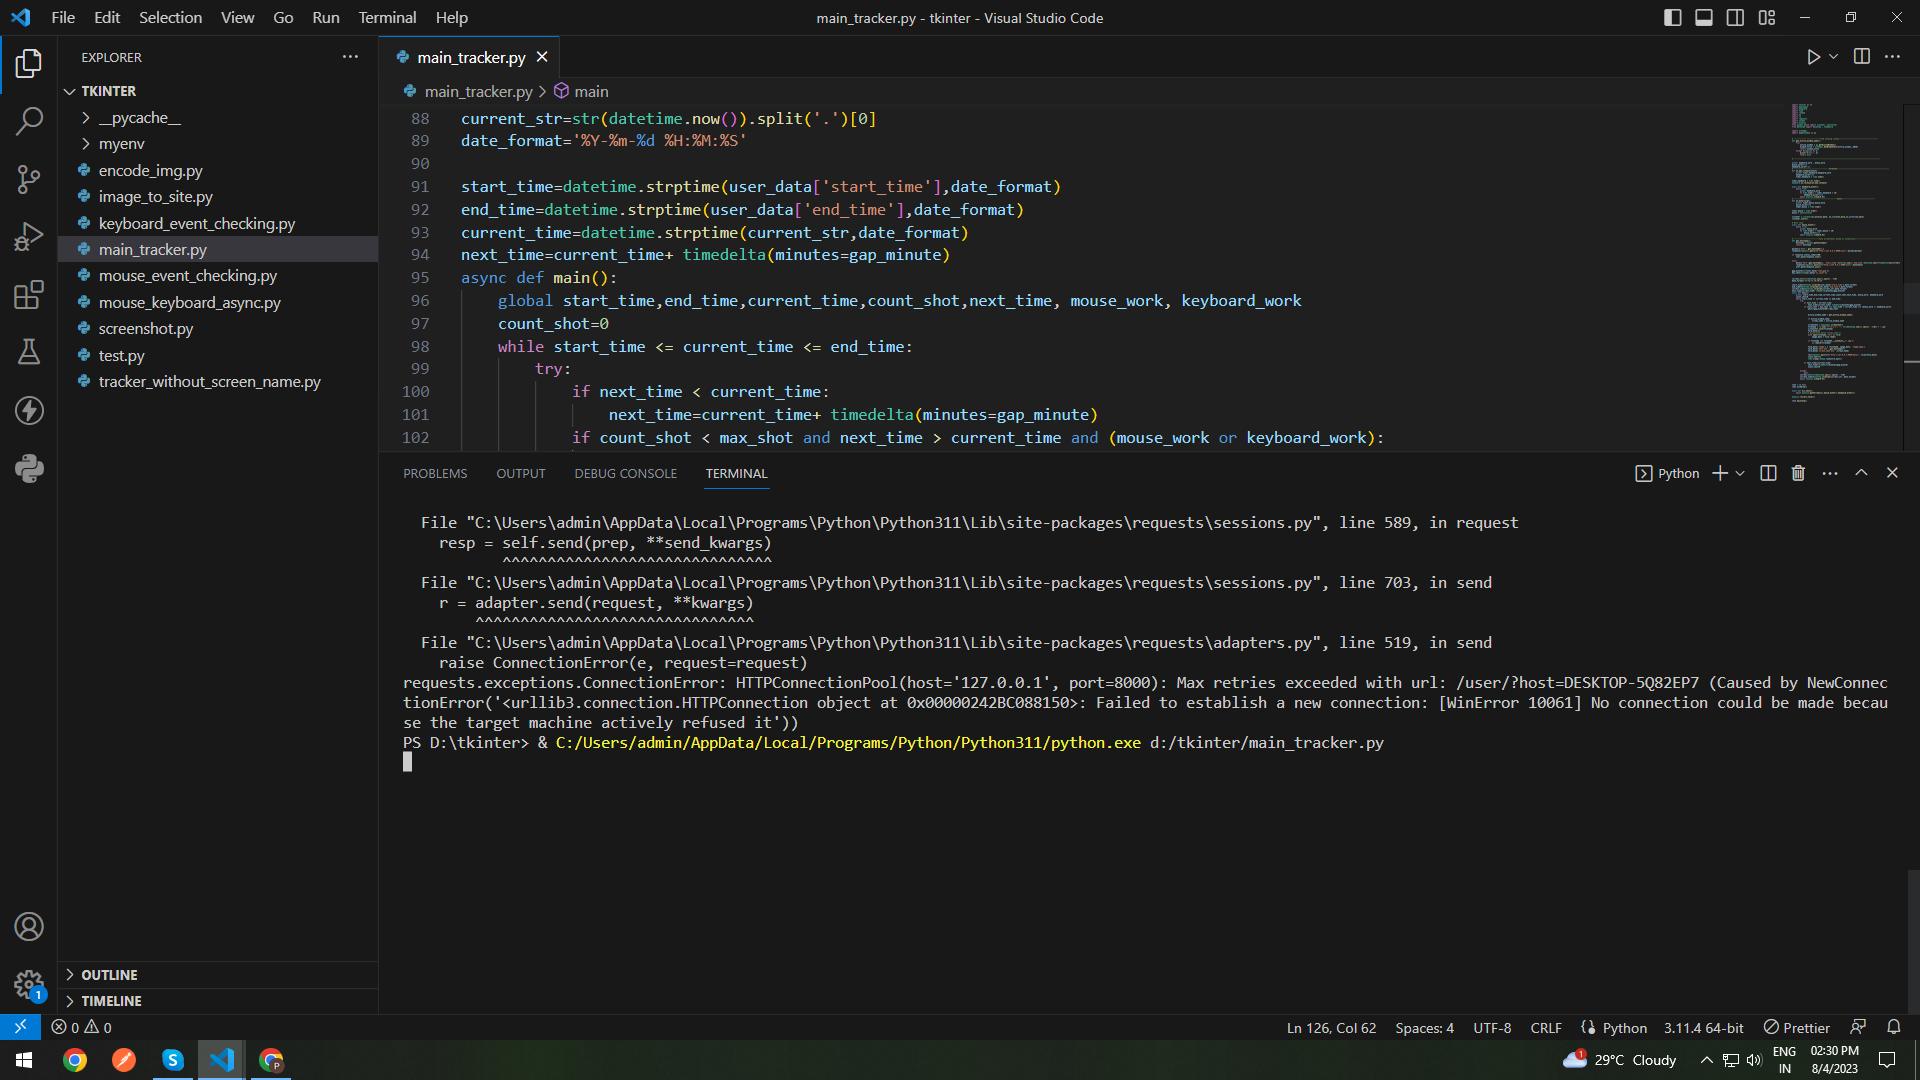 File Edit Selection View Go Run Terminal Help
main_tracker.py - tkinter - Visual Studio Code
EXPLORER
TKINTER
__pycache__
myenv
encode_img.py
image_to_site.py
keyboard_event_checking.py
main_tracker.py
mouse_event_checking.py
mouse_keyboard_async.py
screenshot.py
test.py
tracker_without_screen_name.py
OUTLINE
TIMELINE
1
main_tracker.py
main_tracker.py > main
88 current_str=str(datetime.now()).split('.')[0]
89 date_format='%Y-%m-%d %H:%M:%S'
90
91 start_time=datetime.strptime(user_data['start_time'],date_format)
92 end_time=datetime.strptime(user_data['end_time'],date_format)
93 current_time=datetime.strptime(current_str,date_format)
94 next_time=current_time+ timedelta(minutes=gap_minute)
95 async def main():
96 global start_time,end_time,current_time,count_shot,next_time, mouse_work, keyboard_work
97 count_shot=0
98 while start_time <= current_time <= end_time:
99 try:
100 if next_time < current_time:
101 next_time=current_time+ timedelta(minutes=gap_minute)
102 if count_shot < max_shot and next_time > current_time and (mouse_work or keyboard_work):
PROBLEMS OUTPUT DEBUG CONSOLE TERMINAL
Python
File "C:\Users\admin\AppData\Local\Programs\Python\Python311\Lib\site-packages\requests\sessions.py", line 589, in request
resp = self.send(prep, **send_kwargs)
^^^^^^^^^^^^^^^^^^^^^^^^^^^^^^
File "C:\Users\admin\AppData\Local\Programs\Python\Python311\Lib\site-packages\requests\sessions.py", line 703, in send
r = adapter.send(request, **kwargs)
^^^^^^^^^^^^^^^^^^^^^^^^^^^^^^^
File "C:\Users\admin\AppData\Local\Programs\Python\Python311\Lib\site-packages\requests\adapters.py", line 519, in send
raise ConnectionError(e, request=request)
requests.exceptions.ConnectionError: HTTPConnectionPool(host='127.0.0.1', port=8000): Max retries exceeded with url: /user/?host=DESKTOP-5Q82EP7 (Caused by NewConnec
tionError('<urllib3.connection.HTTPConnection object at 0x00000242BC088150>: Failed to establish a new connection: [WinError 10061] No connection could be made becau
se the target machine actively refused it'))
PS D:\tkinter> & C:/Users/admin/AppData/Local/Programs/Python/Python311/python.exe d:/tkinter/main_tracker.py
0 0
Ln 126, Col 62 Spaces: 4 UTF-8 CRLF Python 3.11.4 64-bit Prettier
1 29°C Cloudy
ENG
IN
02:30 PM
8/4/2023